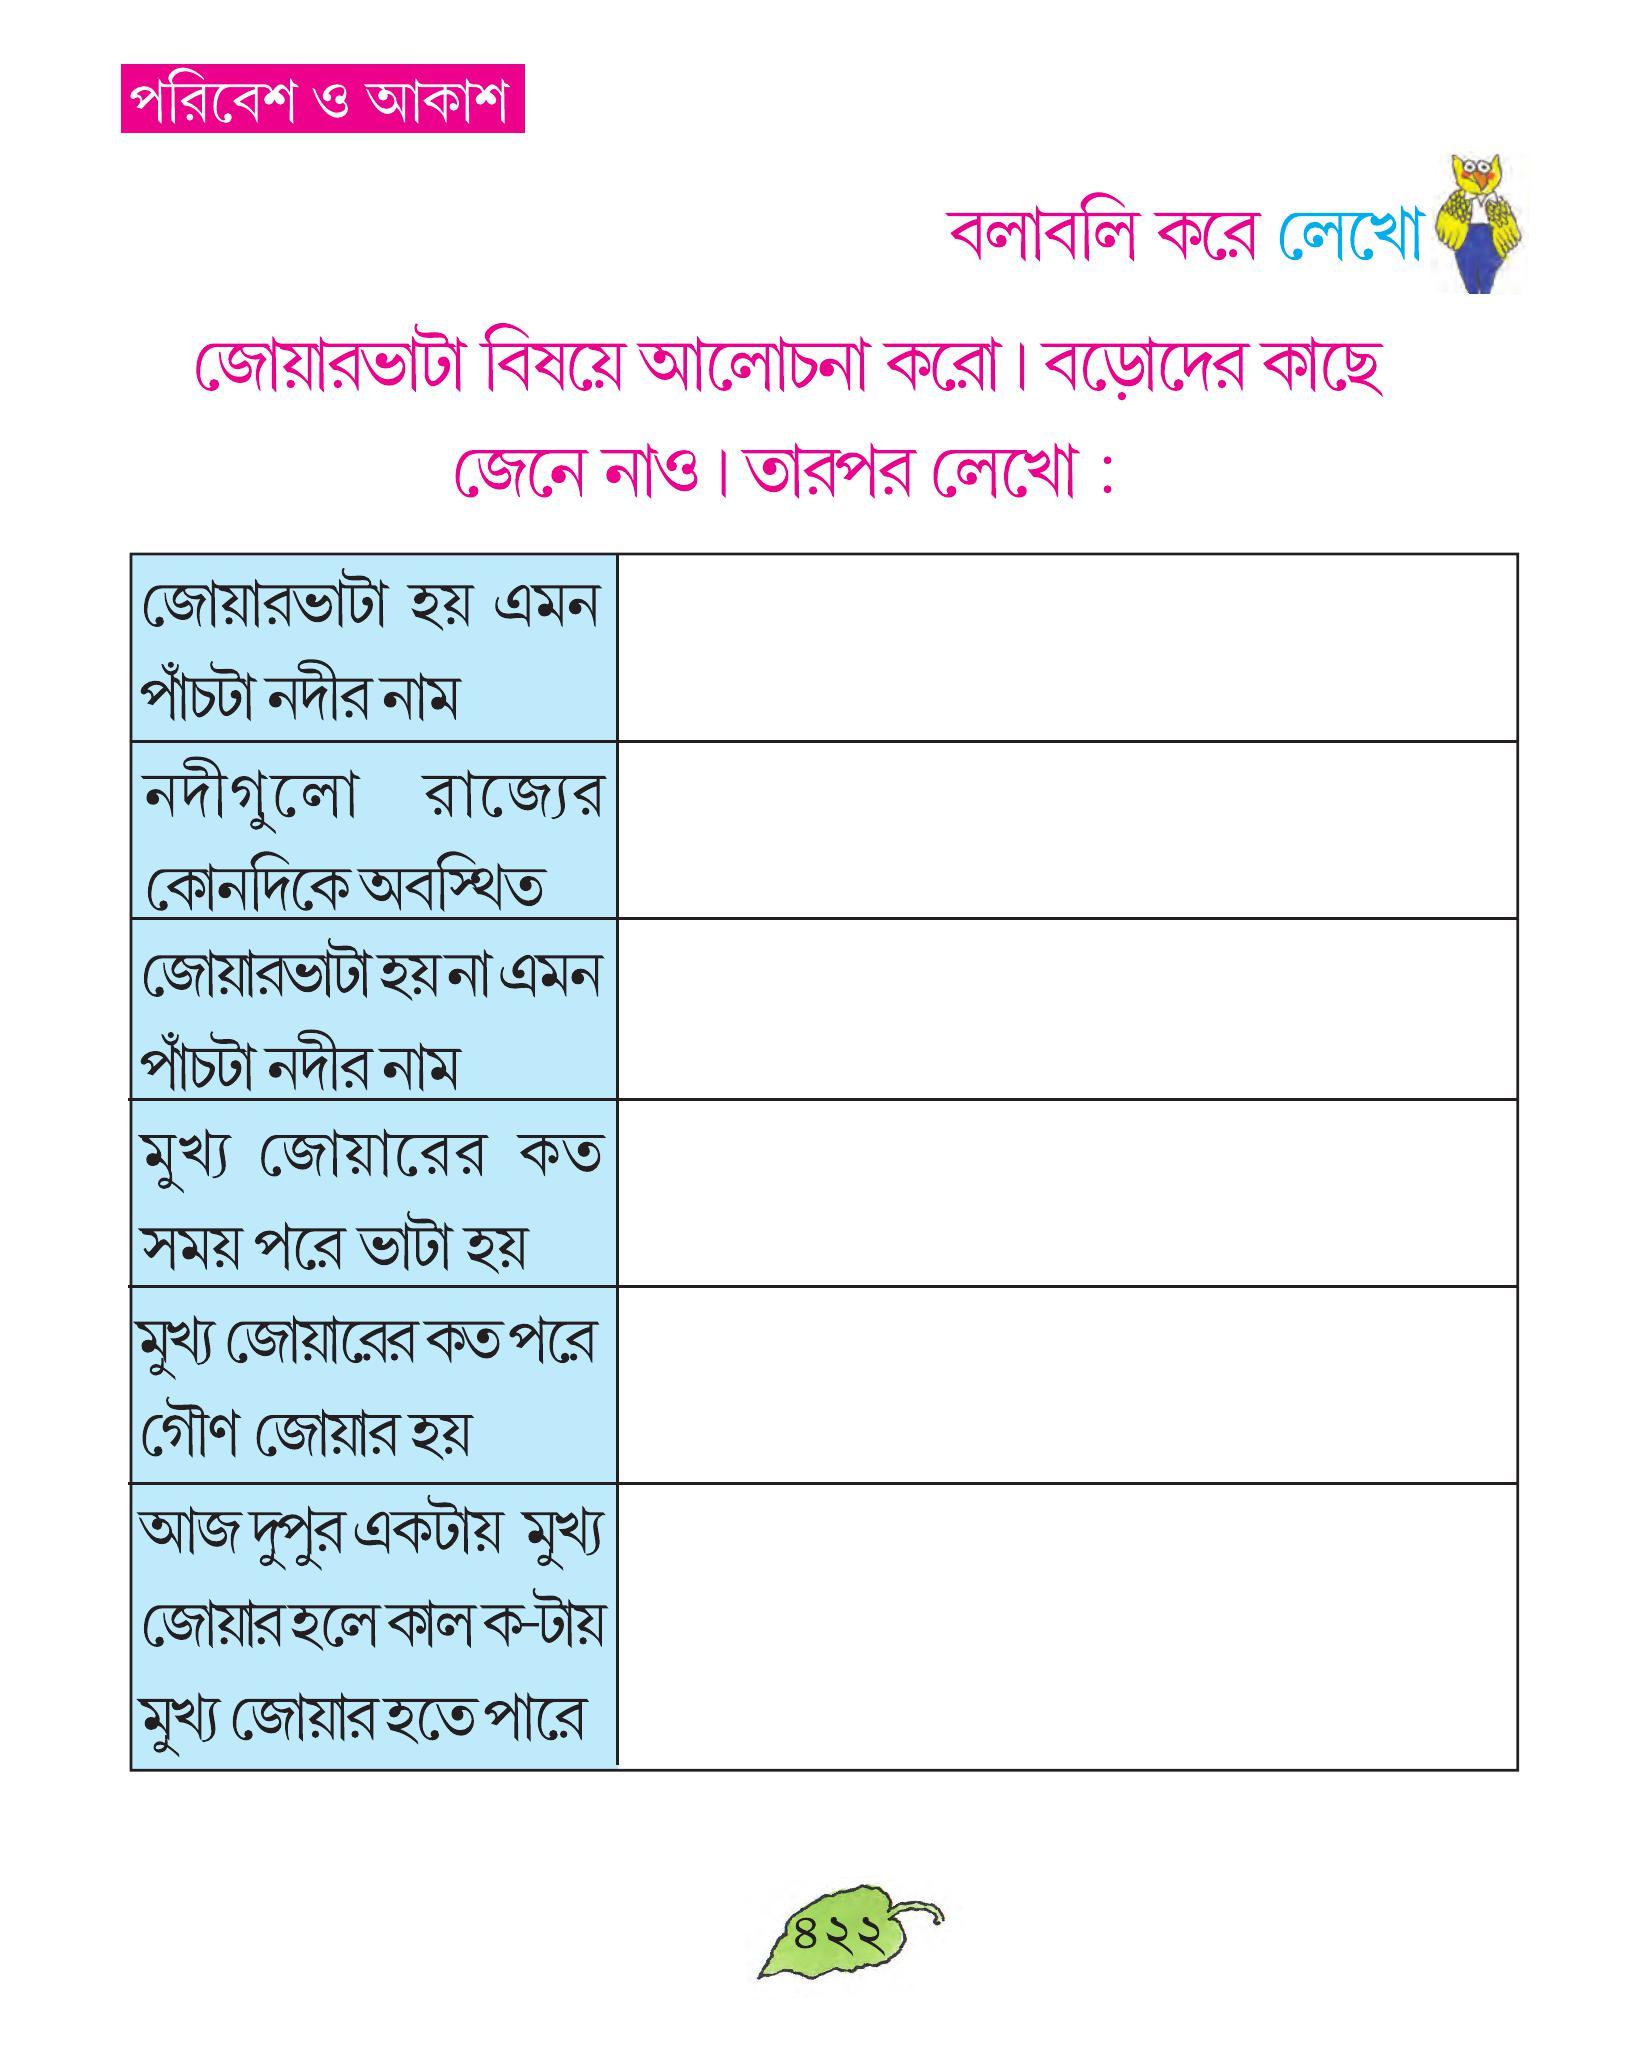 পরিবেশ ও আকাশ
বলাবলি করে লেখো
জোয়ারভাটা বিষয়ে আলোচনা করো। বড়োদের কাছে
জেনে নাও। তারপর লেখো :
জোয়ারভাটা হয় এমন
পাঁচটা নদীর নাম
নদীগুলো রাজ্যের
কোনদিকে অবস্থিত
জোয়ারভাটা হয় না এমন
পাঁচটা নদীর নাম
মুখ্য জোয়ারের কত
সময় পরে ভাটা হয়
মুখ্য জোয়ারের কত পরে
গৌণ জোয়ার হয়
আজ দুপুর একটায় মুখ্য
জোয়ার হলে কাল ক-টায়
মুখ্য জোয়ার হতে পারে
৪২২